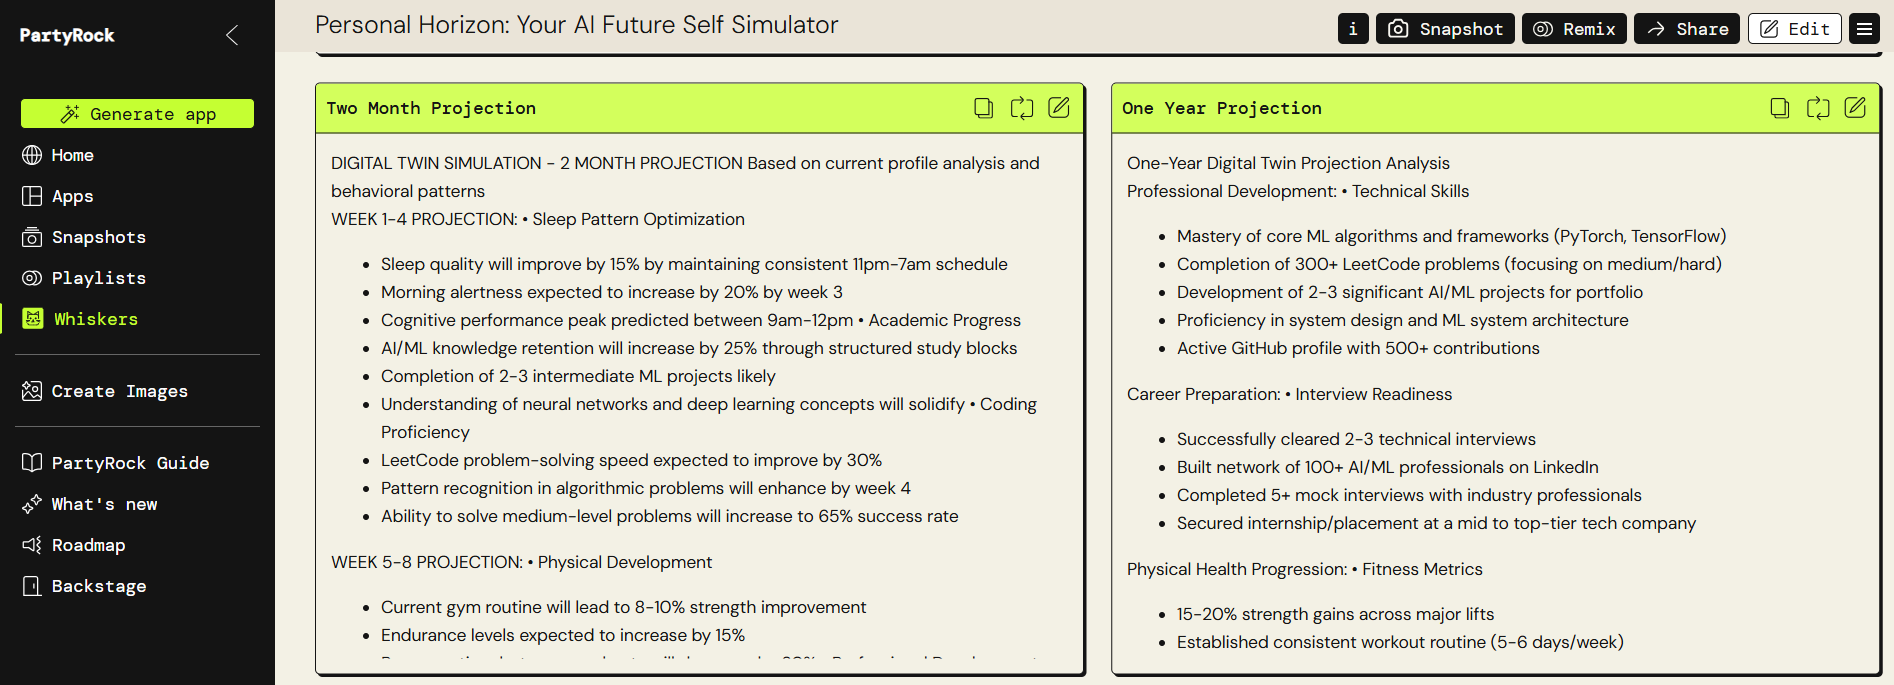 PartyRock
Generate app
Home
Apps
Snapshots
Playlists
Whiskers
Create Images
PartyRock Guide
What's new
Roadmap
Backstage
Personal Horizon: Your AI Future Self Simulator
i
Snapshot
Remix
Share
Edit
Two Month Projection
DIGITAL TWIN SIMULATION - 2 MONTH PROJECTION Based on current profile analysis and
behavioral patterns
WEEK 1-4 PROJECTION: • Sleep Pattern Optimization
• Sleep quality will improve by 15% by maintaining consistent 11pm-7am schedule
• Morning alertness expected to increase by 20% by week 3
• Cognitive performance peak predicted between 9am-12pm • Academic Progress
• AI/ML knowledge retention will increase by 25% through structured study blocks
• Completion of 2-3 intermediate ML projects likely
• Understanding of neural networks and deep learning concepts will solidify • Coding
Proficiency
• LeetCode problem-solving speed expected to improve by 30%
• Pattern recognition in algorithmic problems will enhance by week 4
• Ability to solve medium-level problems will increase to 65% success rate
WEEK 5-8 PROJECTION: • Physical Development
• Current gym routine will lead to 8-10% strength improvement
• Endurance levels expected to increase by 15%
One Year Projection
One-Year Digital Twin Projection Analysis
Professional Development: • Technical Skills
• Mastery of core ML algorithms and frameworks (PyTorch, TensorFlow)
• Completion of 300+ LeetCode problems (focusing on medium/hard)
• Development of 2-3 significant AI/ML projects for portfolio
• Proficiency in system design and ML system architecture
• Active GitHub profile with 500+ contributions
Career Preparation: • Interview Readiness
• Successfully cleared 2-3 technical interviews
• Built network of 100+ AI/ML professionals on LinkedIn
• Completed 5+ mock interviews with industry professionals
• Secured internship/placement at a mid to top-tier tech company
Physical Health Progression: • Fitness Metrics
• 15-20% strength gains across major lifts
• Established consistent workout routine (5-6 days/week)